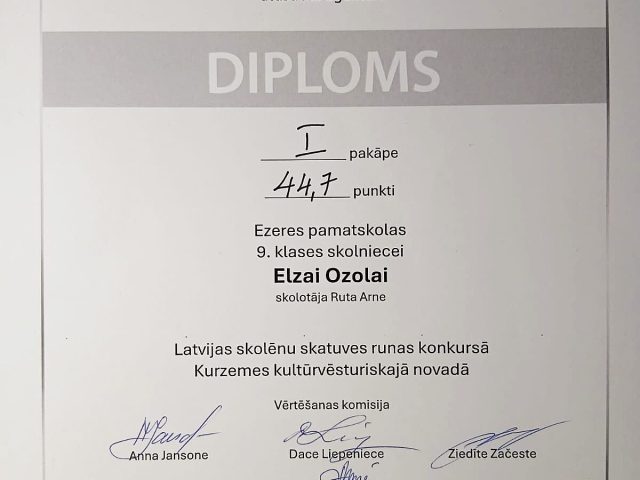 DIPLOMS
I pakāpe
44,7 punkti
Ezeres pamatskolas
9. klases skolniecei
Elzai Ozolai
skolotāja Ruta Arne
Latvijas skolēnu skatuves runas konkursā
Kurzemes kultūrvēsturiskajā novadā
Vērtēšanas komisija
Anna Jansone Dace Liepeniece Ziedīte Začeste